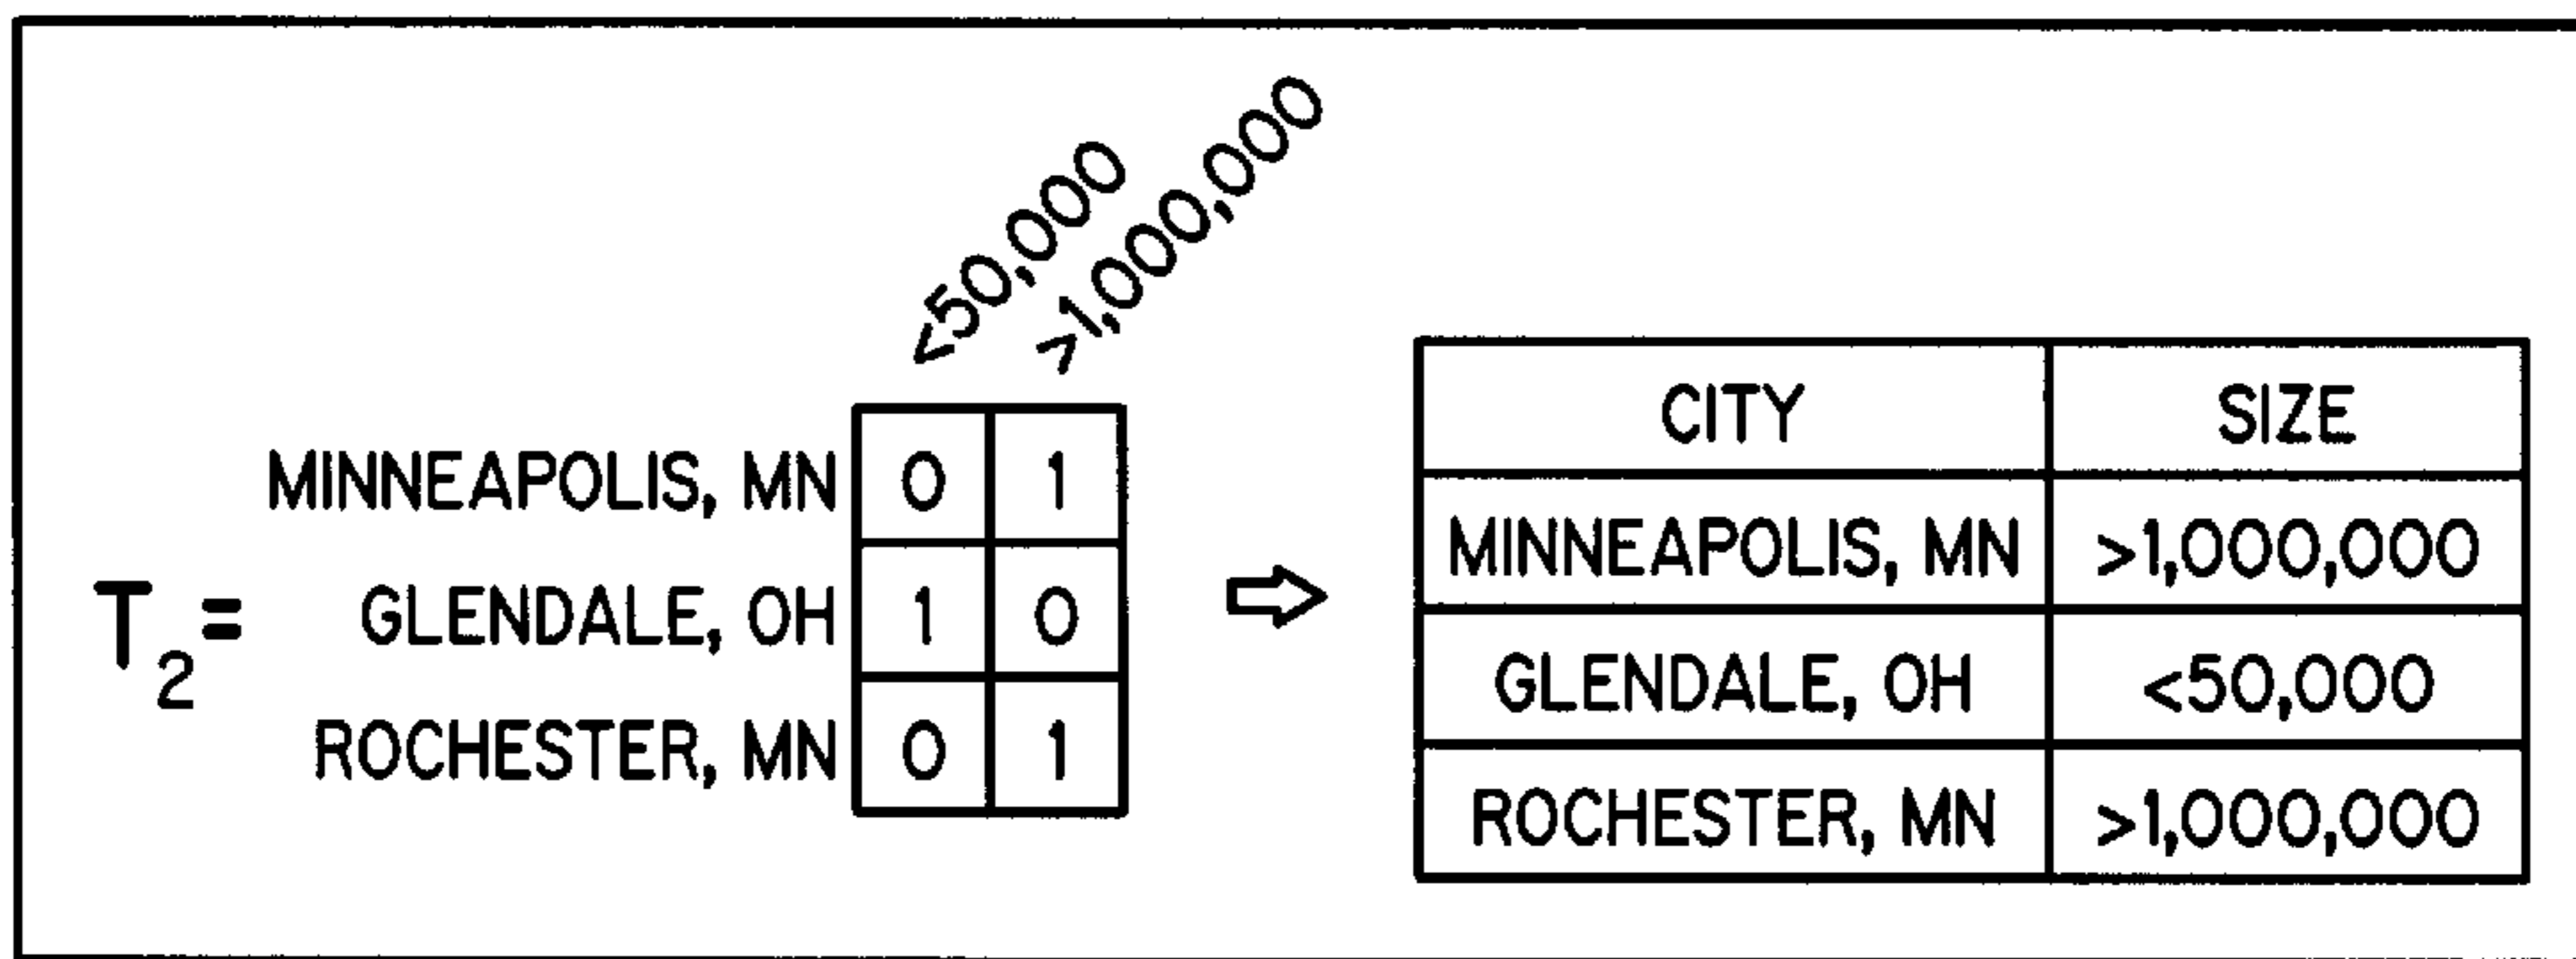 <50,000 >1,000,000
MINNEAPOLIS, MN 0 1
T2= GLENDALE, OH 1 0
ROCHESTER, MN 0 1
CITY SIZE
MINNEAPOLIS, MN >1,000,000
GLENDALE, OH <50,000
ROCHESTER, MN >1,000,000